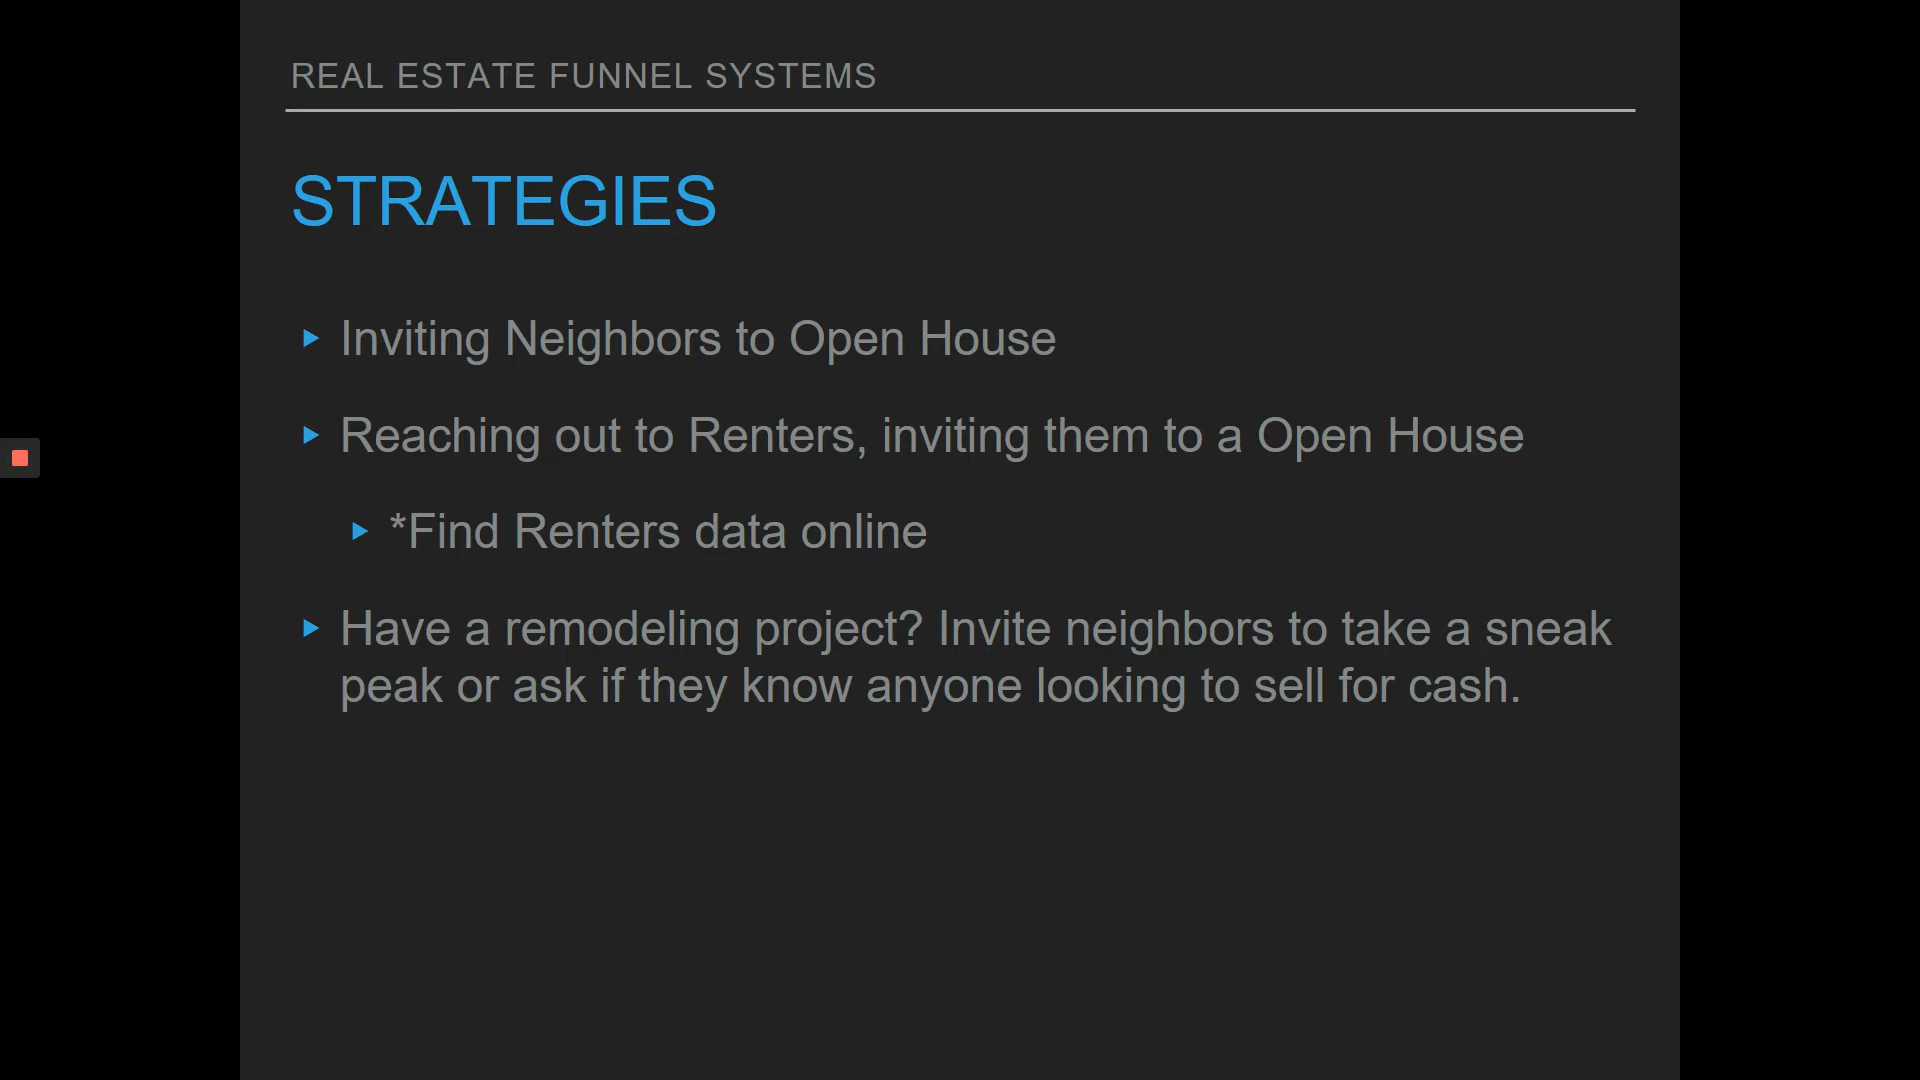 REAL ESTATE FUNNEL SYSTEMS
STRATEGIES
Inviting Neighbors to Open House
Reaching out to Renters, inviting them to a Open House
*Find Renters data online
Have a remodeling project? Invite neighbors to take a sneak
peak or ask if they know anyone looking to sell for cash.